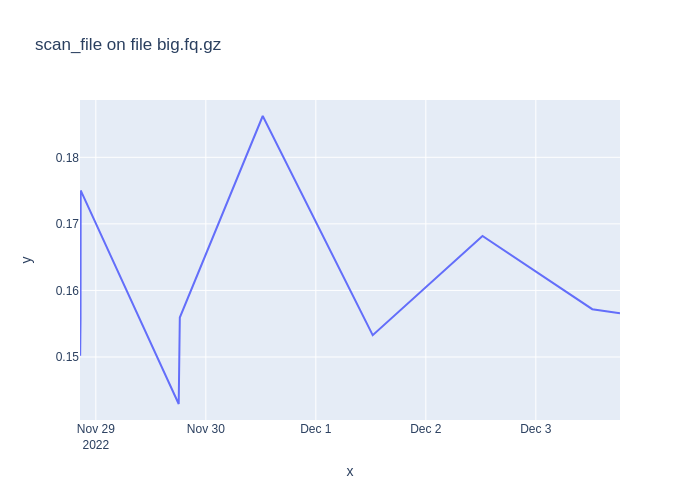 scan_file on file big.fq.gz
0.18
0.17
0.16
0.15
y
Nov 29
2022
Nov 30
Dec 1
Dec 2
Dec 3
x